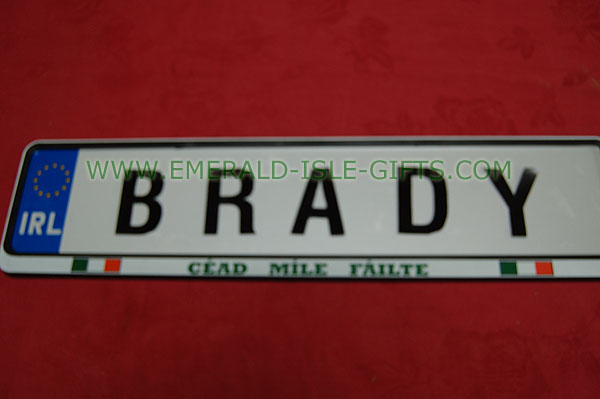 WWW.EMERALD-ISLE-GIFTS.COM
BRADY
IRL
CÉAD MÍLE FÁILTE